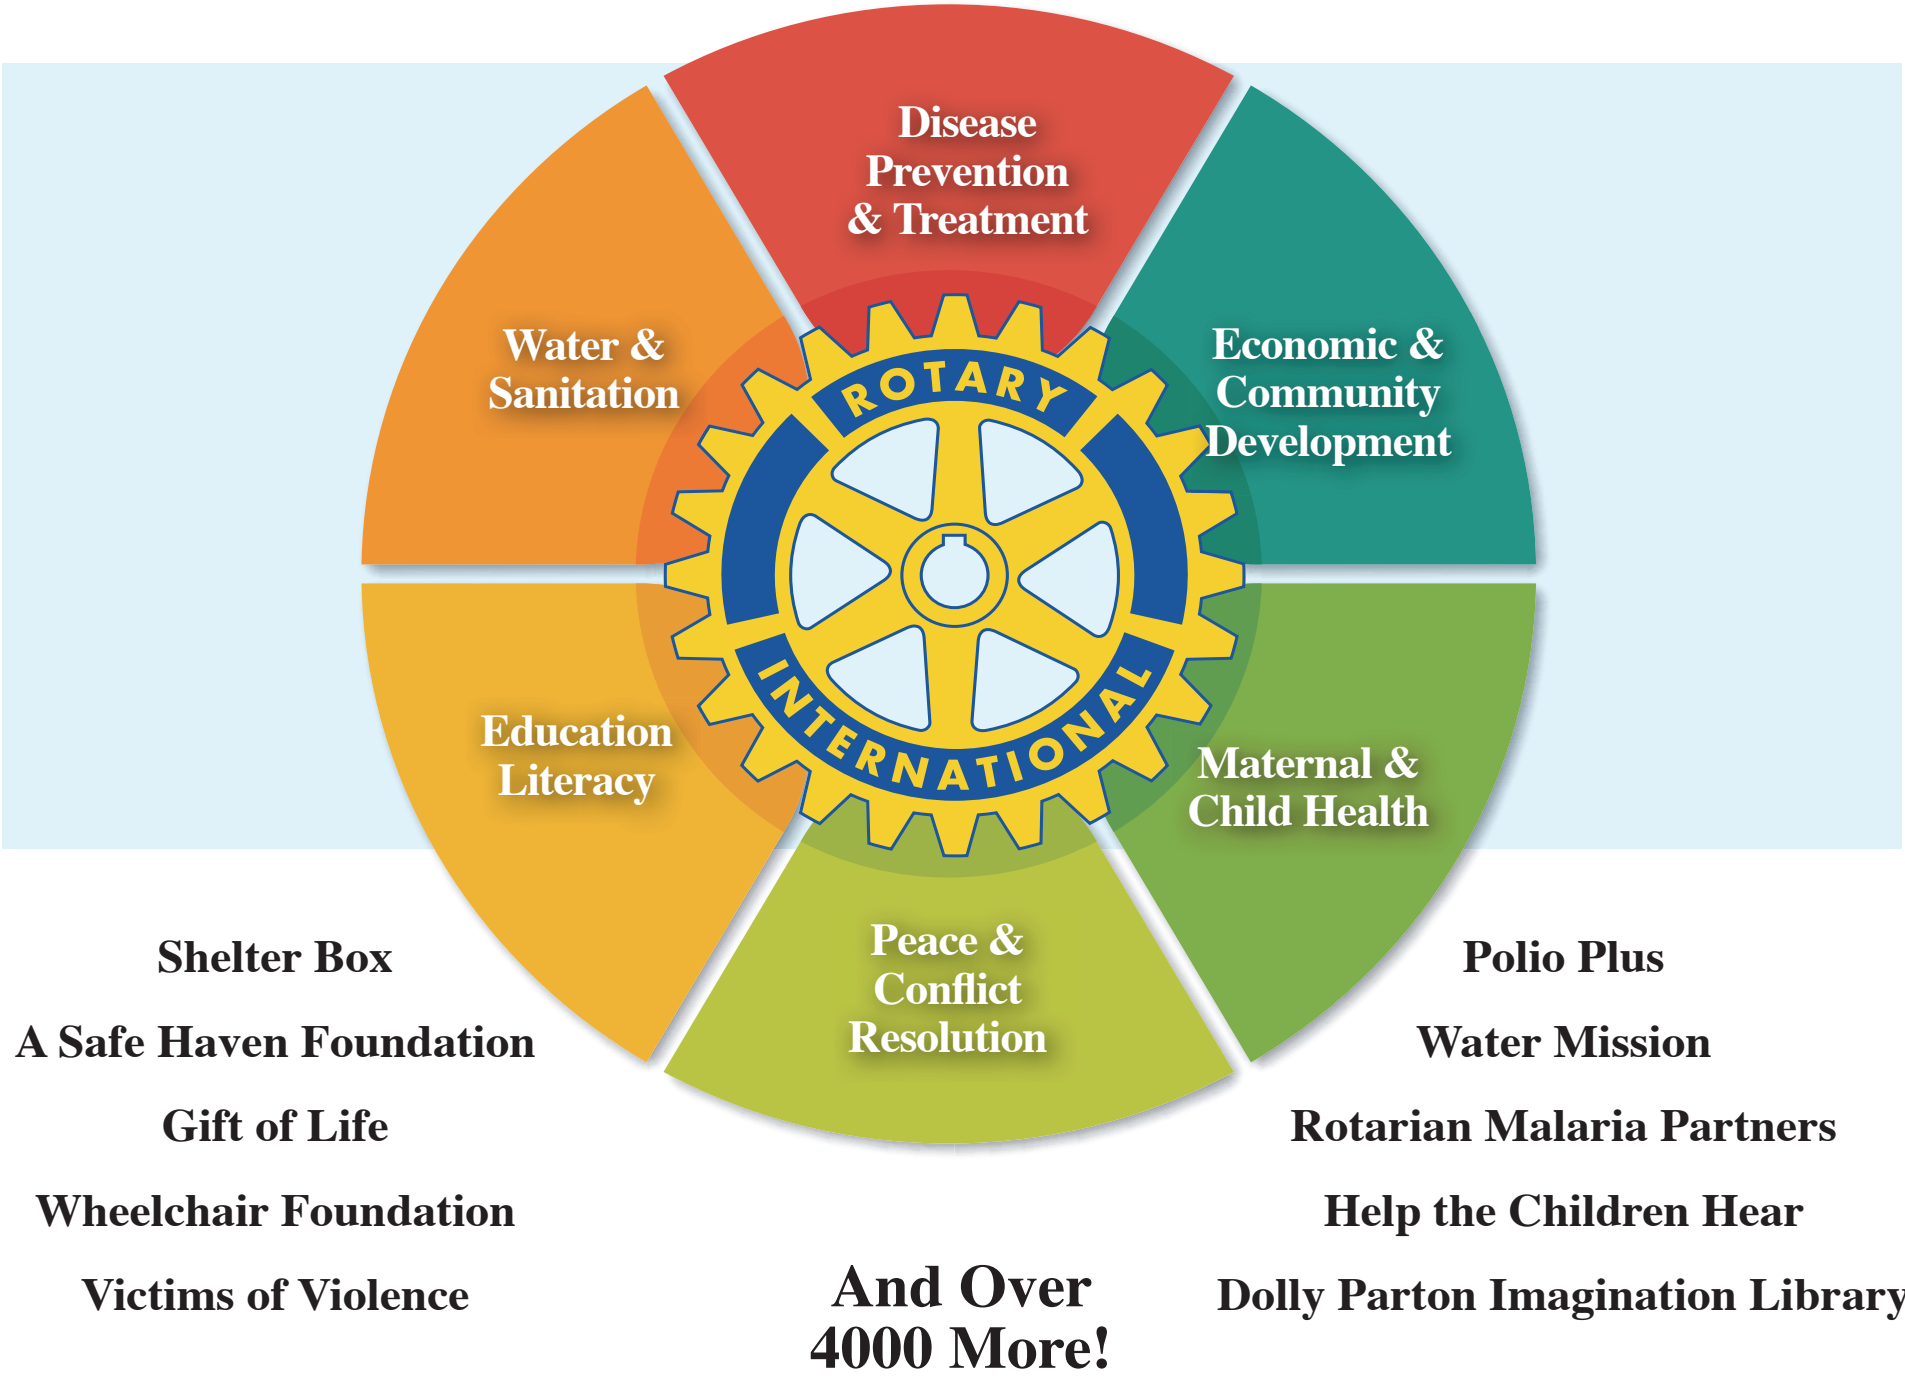 Disease
Prevention
& Treatment
Water &
Sanitation
Economic &
Community
Development
ROTARY
INTERNATIONAL
Education
Literacy
Maternal &
Child Health
Peace &
Conflict
Resolution
Shelter Box
A Safe Haven Foundation
Gift of Life
Wheelchair Foundation
Victims of Violence
Polio Plus
Water Mission
Rotarian Malaria Partners
Help the Children Hear
Dolly Parton Imagination Library
And Over
4000 More!